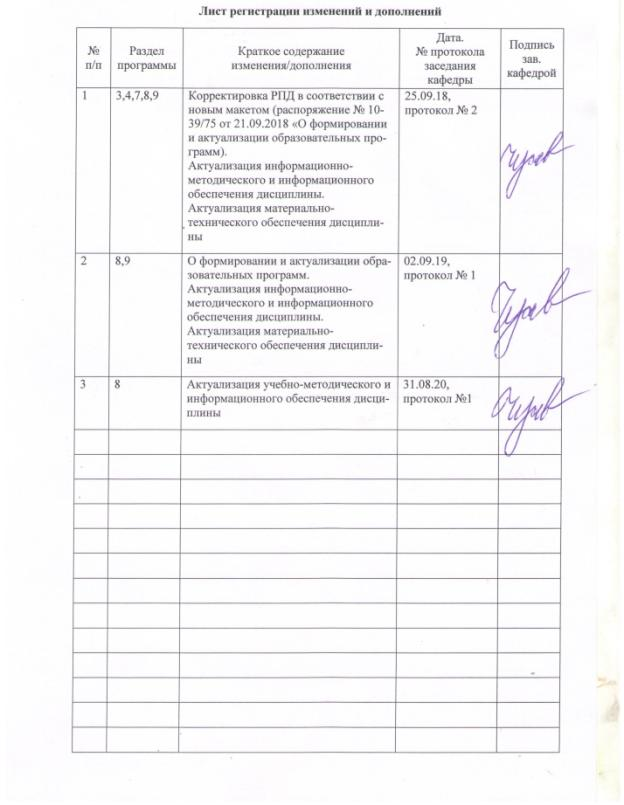 Лист регистрации изменений и дополнений
№
п/п
Раздел
программы
Краткое содержание
изменения/дополнения
Дата.
№ протокола
заседания
кафедры
Подпись
зав.
кафедрой
1
3,4,7,8,9
Корректировка РПД в соответствии с
новым макетом (распоряжение № 10-
39/75 от 21.09.2018 «О формировании
и актуализации образовательных про-
грамм).
Актуализация информационно-
методического и информационного
обеспечения дисциплины.
Актуализация материально-
технического обеспечения дисципли-
ны
25.09.18,
протокол № 2
2
8,9
О формировании и актуализации обра-
зовательных программ.
Актуализация информационно-
методического и информационного
обеспечения дисциплины.
Актуализация материально-
технического обеспечения дисципли-
ны
02.09.19,
протокол № 1
3
8
Актуализация учебно-методического и
информационного обеспечения дисци-
плины
31.08.20,
протокол №1